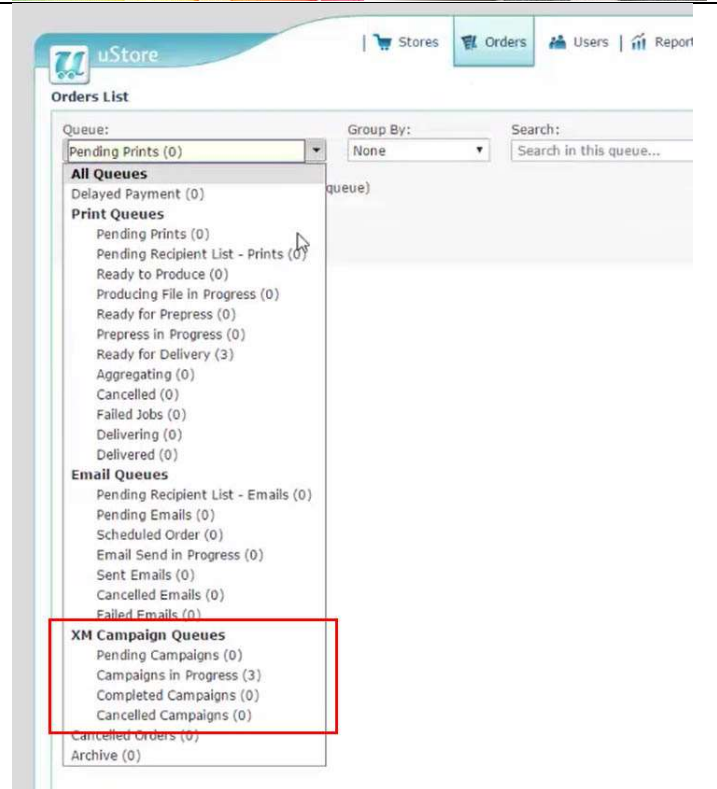 uStore
Stores
Orders
Users
Report
Orders List
Queue:
Group By:
Search:
Pending Prints (0)
None
Search in this queue...
All Queues
queue)
Delayed Payment (0)
Print Queues
Pending Prints (0)
Pending Recipient List - Prints (0)
Ready to Produce (0)
Producing File in Progress (0)
Ready for Prepress (0)
Prepress in Progress (0)
Ready for Delivery (3)
Aggregating (0)
Cancelled (0)
Failed Jobs (0)
Delivering (0)
Delivered (0)
Email Queues
Pending Recipient List - Emails (0)
Pending Emails (0)
Scheduled Order (0)
Email Send in Progress (0)
Sent Emails (0)
Cancelled Emails (0)
Failed Emails (0)
XM Campaign Queues
Pending Campaigns (0)
Campaigns in Progress (3)
Completed Campaigns (0)
Cancelled Campaigns (0)
Cancelled Orders (0)
Archive (0)